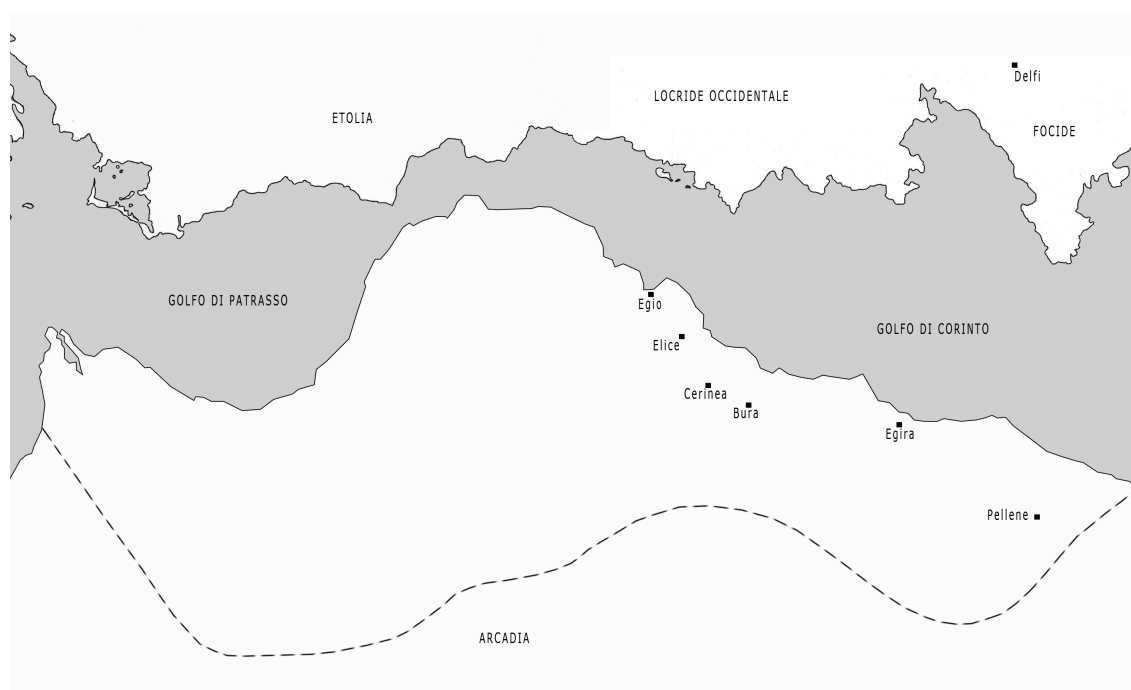 Delfi
LOCRIDE OCCIDENTALE
ETOLIA
FOCIDE
GOLFO DI PATRASSO
Egio
GOLFO DI CORINTO
Elice
Cerinea
Bura
Egira
Pellene
ARCADIA